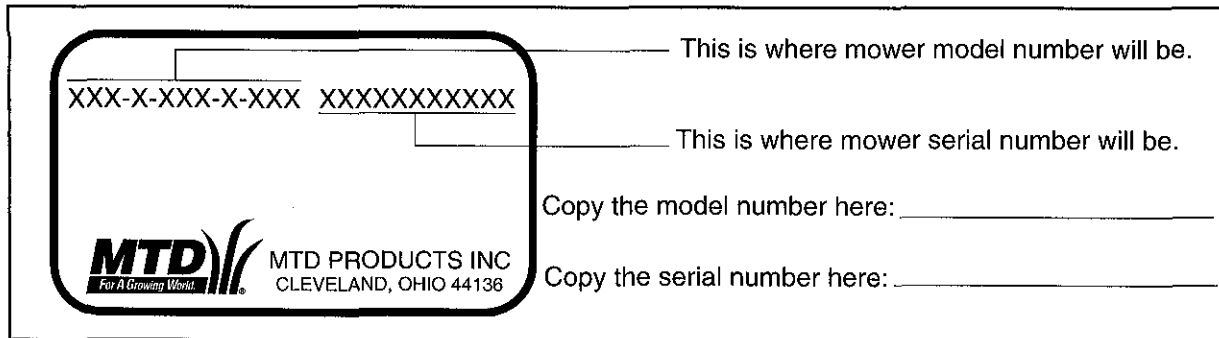 This is where mower model number will be.
XXX-X-XXX-X-XXX XXXXXXXXXXX
This is where mower serial number will be.
Copy the model number here:
MTD
For A Growing World.
MTD PRODUCTS INC
CLEVELAND, OHIO 44136
Copy the serial number here: